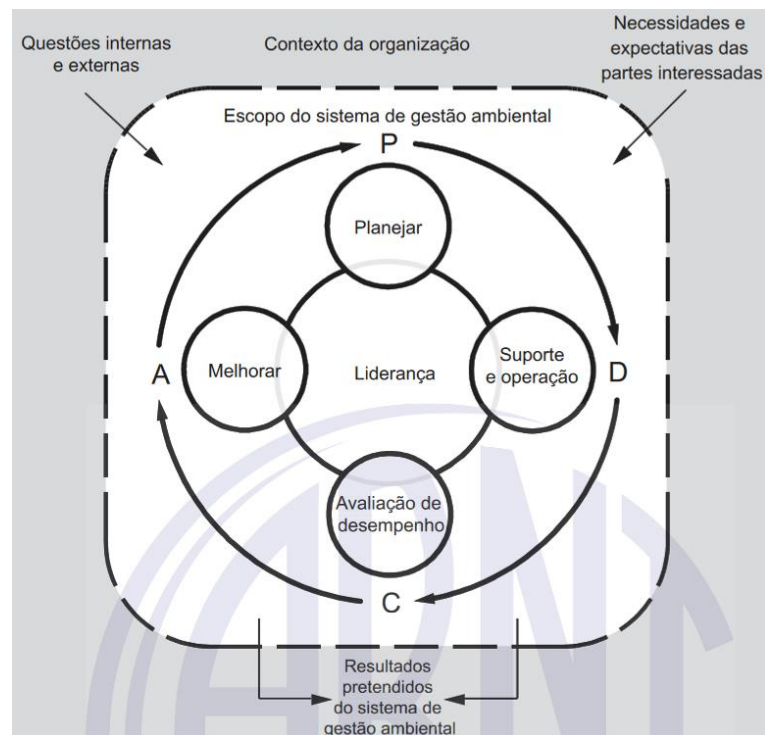 Questões internas
e externas
Contexto da organização
Necessidades e
expectativas das
partes interessadas
Escopo do sistema de gestão ambiental
P
Planejar
A
Melhorar
Liderança
Suporte
e operação
D
Avaliação de
desempenho
C
Resultados
pretendidos
do sistema de
gestão ambiental
ABNT